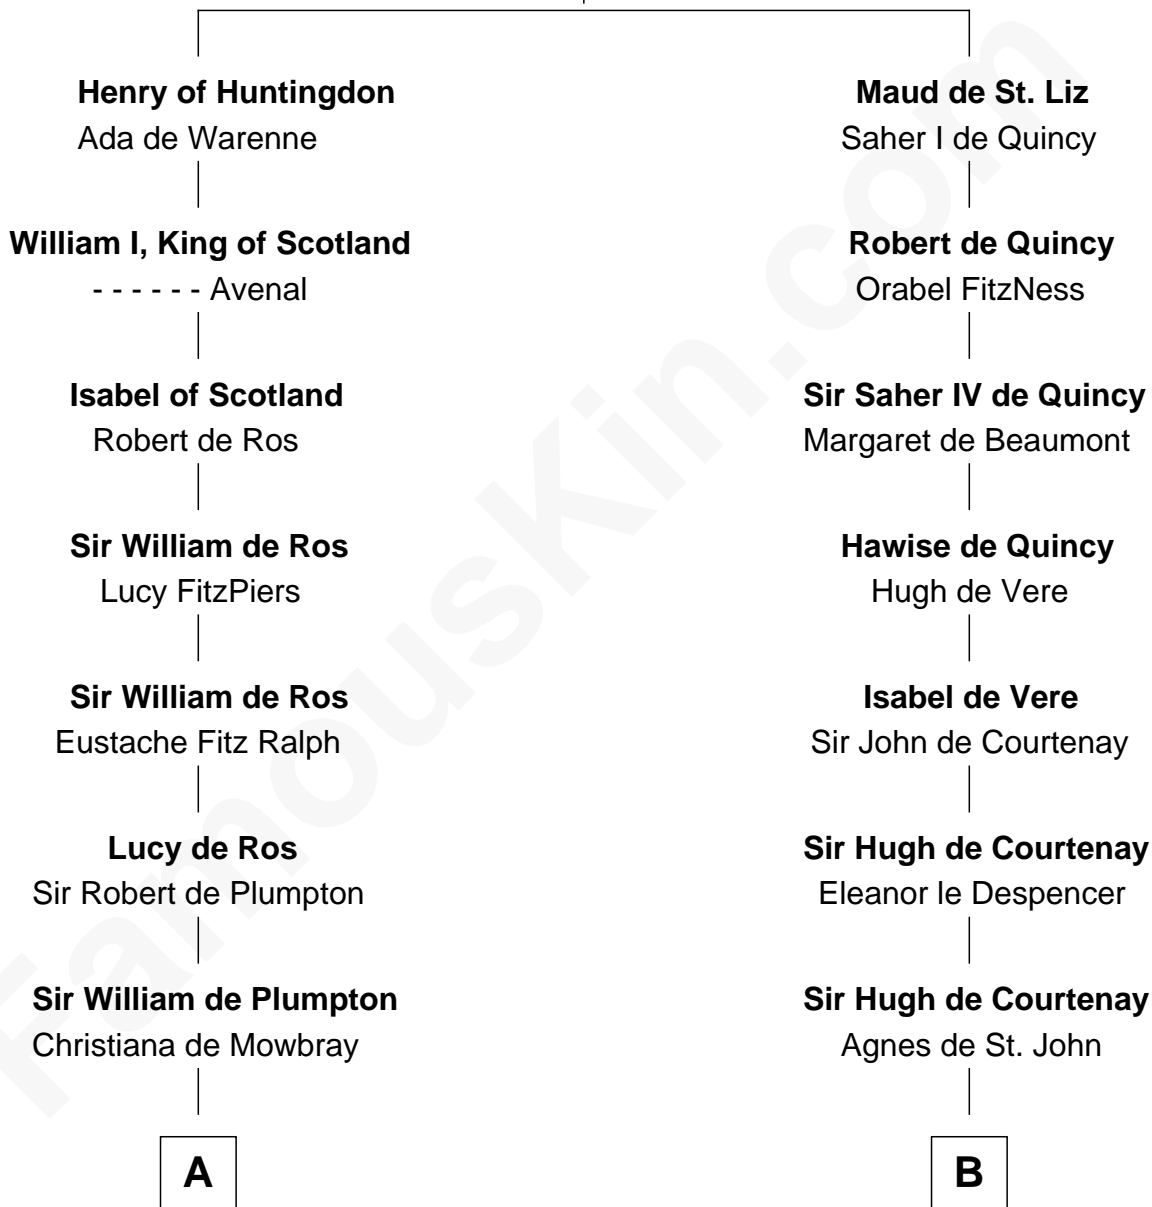 Henry of Huntingdon
Ada de Warenne
William I, King of Scotland
- - - - - - Avenal
Isabel of Scotland
Robert de Ros
Sir William de Ros
Lucy FitzPiers
Sir William de Ros
Eustache Fitz Ralph
Lucy de Ros
Sir Robert de Plumpton
Sir William de Plumpton
Christiana de Mowbray
A
Maud de St. Liz
Saher I de Quincy
Robert de Quincy
Orabel FitzNess
Sir Saher IV de Quincy
Margaret de Beaumont
Hawise de Quincy
Hugh de Vere
Isabel de Vere
Sir John de Courtenay
Sir Hugh de Courtenay
Eleanor le Despencer
Sir Hugh de Courtenay
Agnes de St. John
B
FamousKin.com